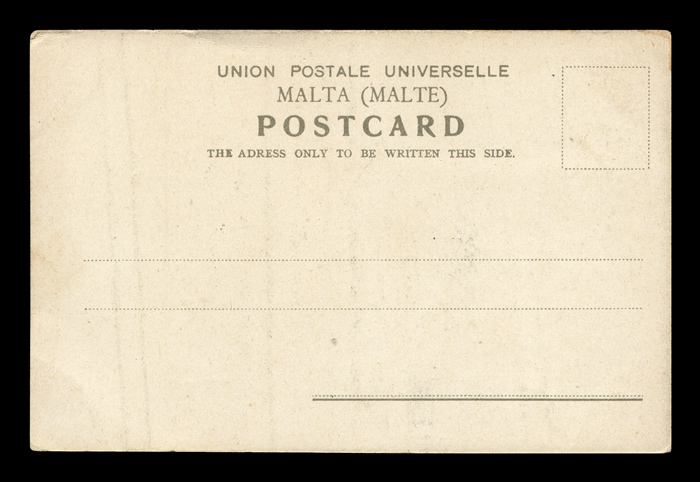 UNION POSTALE UNIVERSELLE
MALTA (MALTE)
POSTCARD
THE ADRESS ONLY TO BE WRITTEN THIS SIDE.